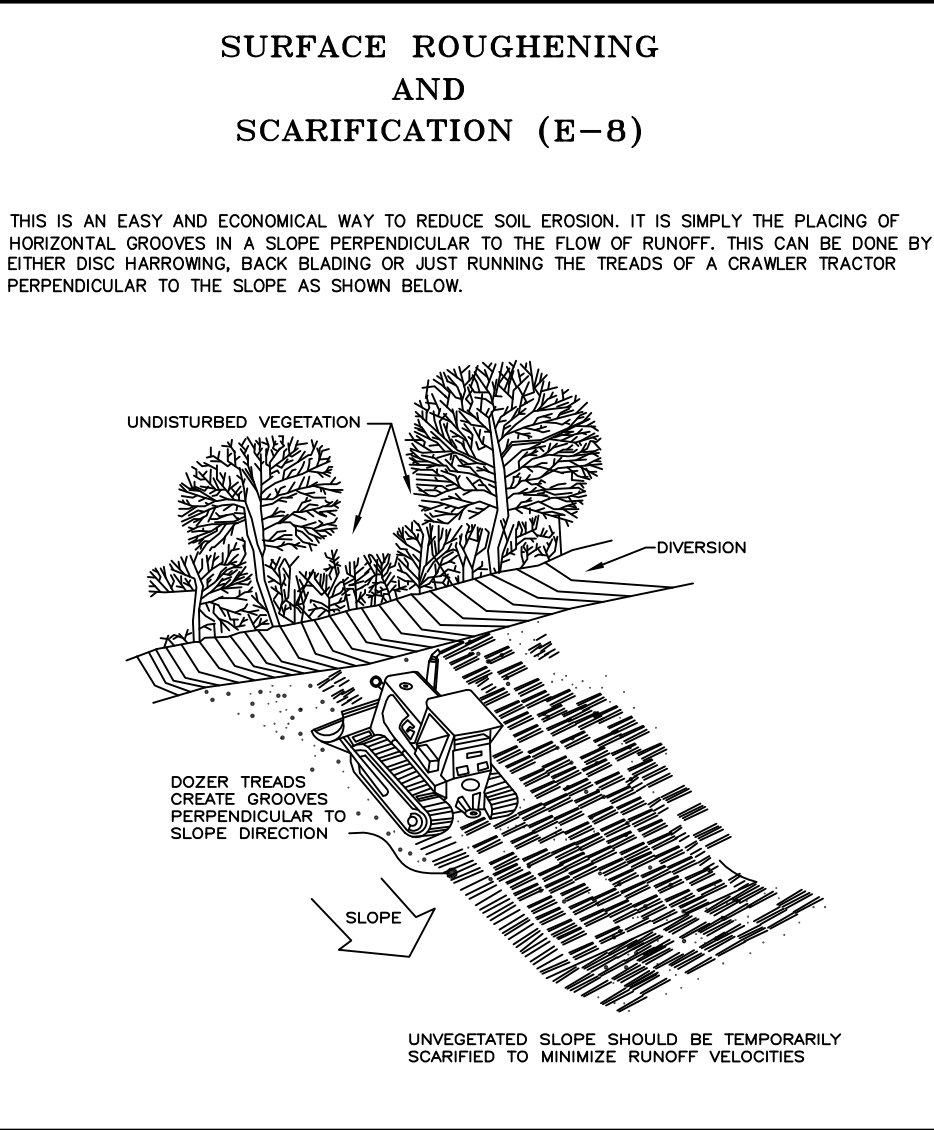 SURFACE ROUGHENING
AND
SCARIFICATION (E-8)
THIS IS AN EASY AND ECONOMICAL WAY TO REDUCE SOIL EROSION. IT IS SIMPLY THE PLACING OF
HORIZONTAL GROOVES IN A SLOPE PERPENDICULAR TO THE FLOW OF RUNOFF. THIS CAN BE DONE BY
EITHER DISC HARROWING, BACK BLADING OR JUST RUNNING THE TREADS OF A CRAWLER TRACTOR
PERPENDICULAR TO THE SLOPE AS SHOWN BELOW.
UNDISTURBED VEGETATION
DIVERSION
DOZER TREADS
CREATE GROOVES
PERPENDICULAR TO
SLOPE DIRECTION
SLOPE
UNVEGETATED SLOPE SHOULD BE TEMPORARILY
SCARIFIED TO MINIMIZE RUNOFF VELOCITIES